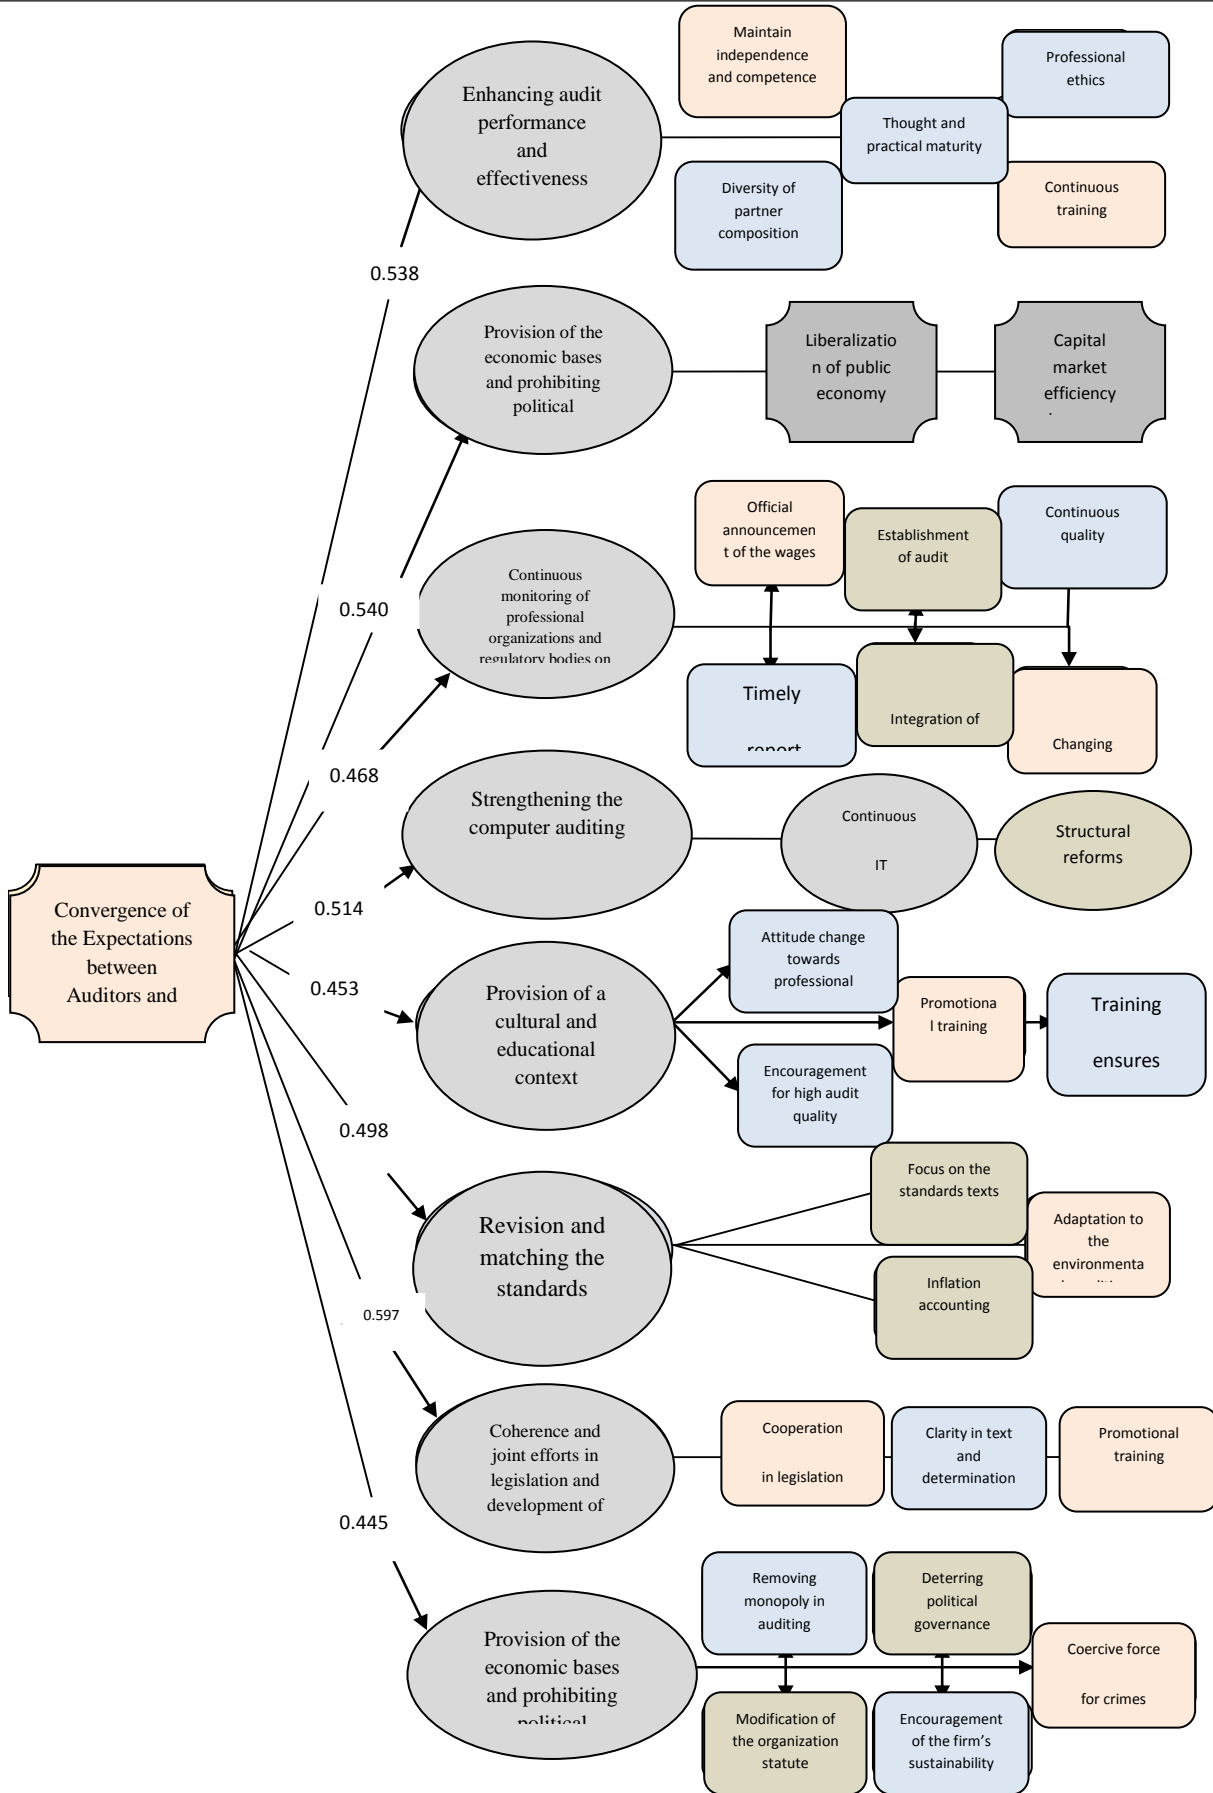 Enhancing audit
performance
and
effectiveness
Maintain
independence
and competence
Professional
ethics
Thought and
practical maturity
Diversity of
partner
composition
Continuous
training
0.538
Provision of the
economic bases
and prohibiting
political
Liberalizatio
n of public
economy
Capital
market
efficiency
0.540
Continuous
monitoring of
professional
organizations and
regulatory bodies on
Official
announcemen
t of the wages
Establishment
of audit
Continuous
quality
Timely
report
Integration of
Changing
0.468
Strengthening the
computer auditing
Continuous
IT
Structural
reforms
Convergence of
the Expectations
between
Auditors and
0.514
0.453
Provision of a
cultural and
educational
context
Attitude change
towards
professional
Promotiona
l training
Training
ensures
Encouragement
for high audit
quality
0.498
Revision and
matching the
standards
Focus on the
standards texts
Adaptation to
the
environmenta
Inflation
accounting
0.597
Coherence and
joint efforts in
legislation and
development of
Cooperation
in legislation
Clarity in text
and
determination
Promotional
training
0.445
Provision of the
economic bases
and prohibiting
political
Removing
monopoly in
auditing
Deterring
political
governance
Coercive force
for crimes
Modification of
the organization
statute
Encouragement
of the firm's
sustainability